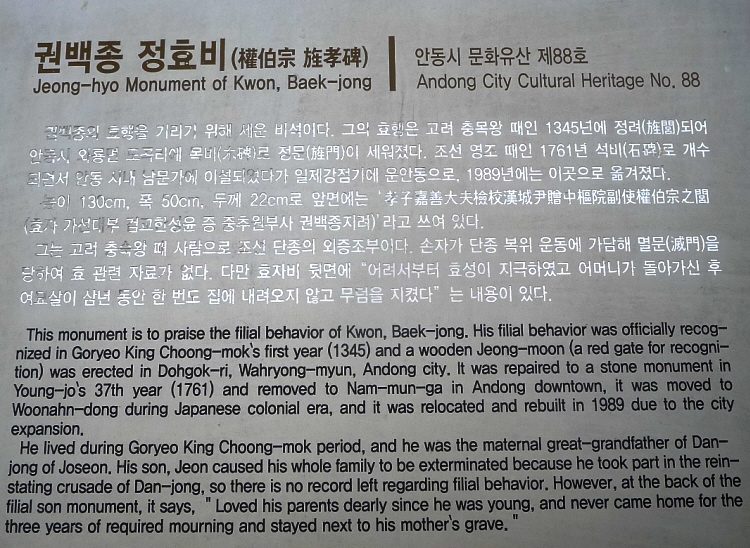 권백종 정효비(權伯宗 旌孝碑)
Jeong-hyo Monument of Kwon, Baek-jong
안동시 문화유산 제88호
Andong City Cultural Heritage No. 88
권백종의 효행을 기리기 위해 세운 비석이다. 그의 효행은 고려 충목왕 때인 1345년에 정려(旌閭)되어
안동시 와룡면 도곡리에 목비(木碑)로 정문(旌門)이 세워졌다. 조선 영조 때인 1761년 석비(石碑)로 개수
되면서 안동 시내 남문가에 이설되었다가 일제강점기에 운안동으로, 1989년에는 이곳으로 옮겨졌다.
높이 130cm, 폭 50cm, 두께 22cm로 앞면에는 '孝子嘉善大夫檢校漢城尹贈中樞院副使權伯宗之閭
(효자 가선대부 검교한성윤 증 중추원부사 권백종지려)'라고 쓰여 있다.
그는 고려 충목왕 때 사람으로 조선 단종의 외증조부이다. 손자가 단종 복위 운동에 가담해 멸문(滅門)을
당하여 효 관련 자료가 없다. 다만 효자비 뒷면에 "어려서부터 효성이 지극하였고 어머니가 돌아가신 후
여묘살이 삼년 동안 한 번도 집에 내려오지 않고 무덤을 지켰다" 는 내용이 있다.
This monument is to praise the filial behavior of Kwon, Baek-jong. His filial behavior was officially recog-
nized in Goryeo King Choong-mok's first year (1345) and a wooden Jeong-moon (a red gate for recogni-
tion) was erected in Dohgok-ri, Wahryong-myun, Andong city. It was repaired to a stone monument in
Young-jo's 37th year (1761) and removed to Nam-mun-ga in Andong downtown, it was moved to
Woonahn-dong during Japanese colonial era, and it was relocated and rebuilt in 1989 due to the city
expansion.
He lived during Goryeo King Choong-mok period, and he was the maternal great-grandfather of Dan-
jong of Joseon. His son, Jeon caused his whole family to be exterminated because he took part in the rein-
stating crusade of Dan-jong, so there is no record left regarding filial behavior. However, at the back of the
filial son monument, it says, " Loved his parents dearly since he was young, and never came home for the
three years of required mourning and stayed next to his mother's grave. "